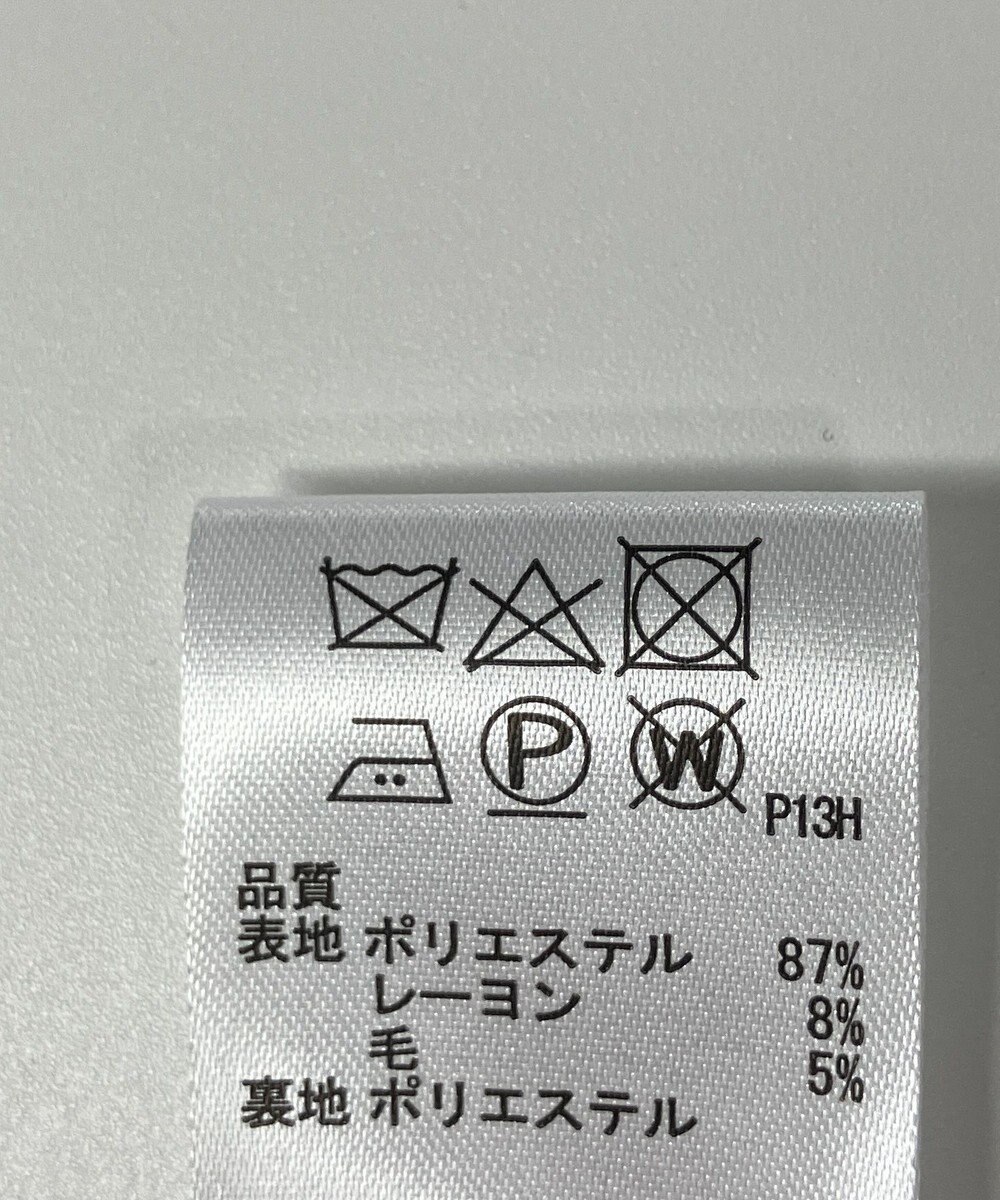 P W P13H
品質
表地 ポリエステル 87%
レーヨン 8%
毛 5%
裏地 ポリエステル